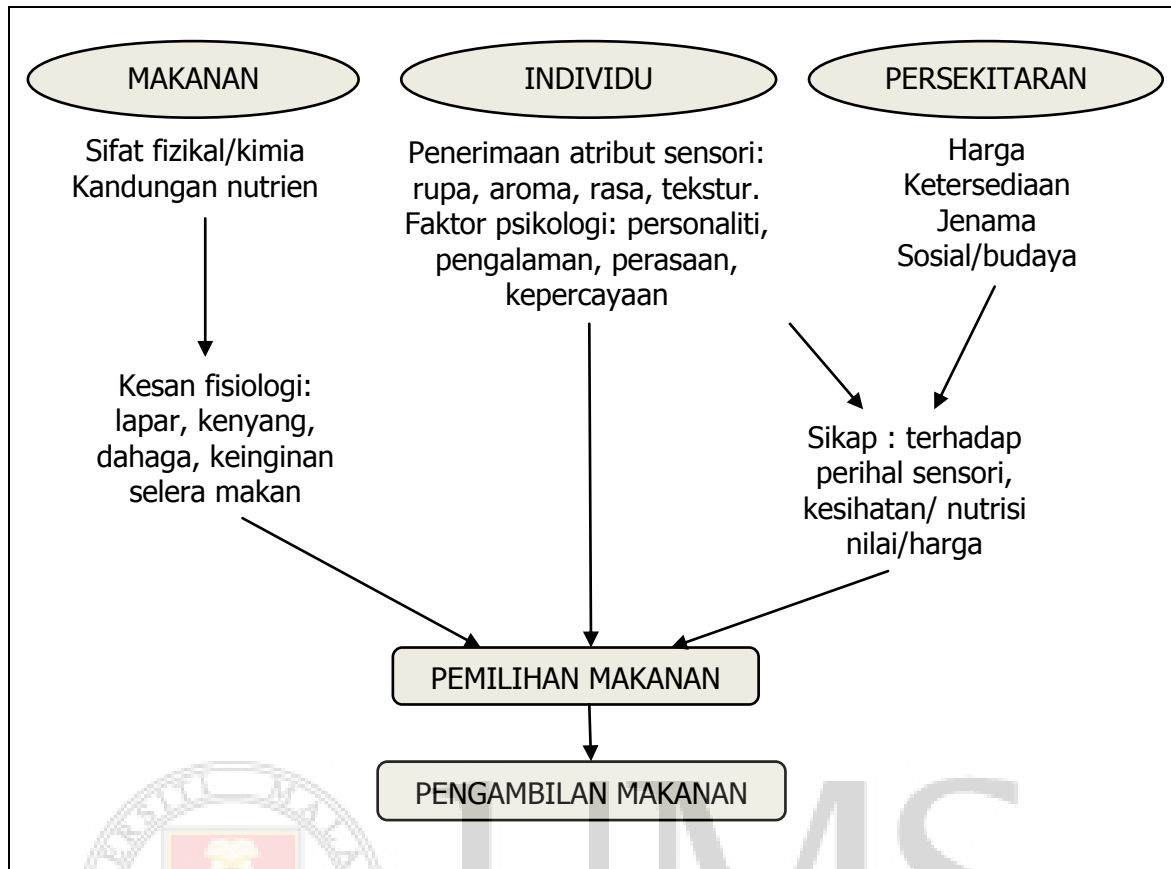 MAKANAN
INDIVIDU
PERSEKITARAN
Sifat fizikal/kimia
Kandungan nutrien
Penerimaan atribut sensori:
rupa, aroma, rasa, tekstur.
Faktor psikologi: personaliti,
pengalaman, perasaan,
kepercayaan
Harga
Ketersediaan
Jenama
Sosial/budaya
Kesan fisiologi:
lapar, kenyang,
dahaga, keinginan
selera makan
Sikap : terhadap
perihal sensori,
kesihatan/ nutrisi
nilai/harga
PEMILIHAN MAKANAN
PENGAMBILAN MAKANAN
UMS